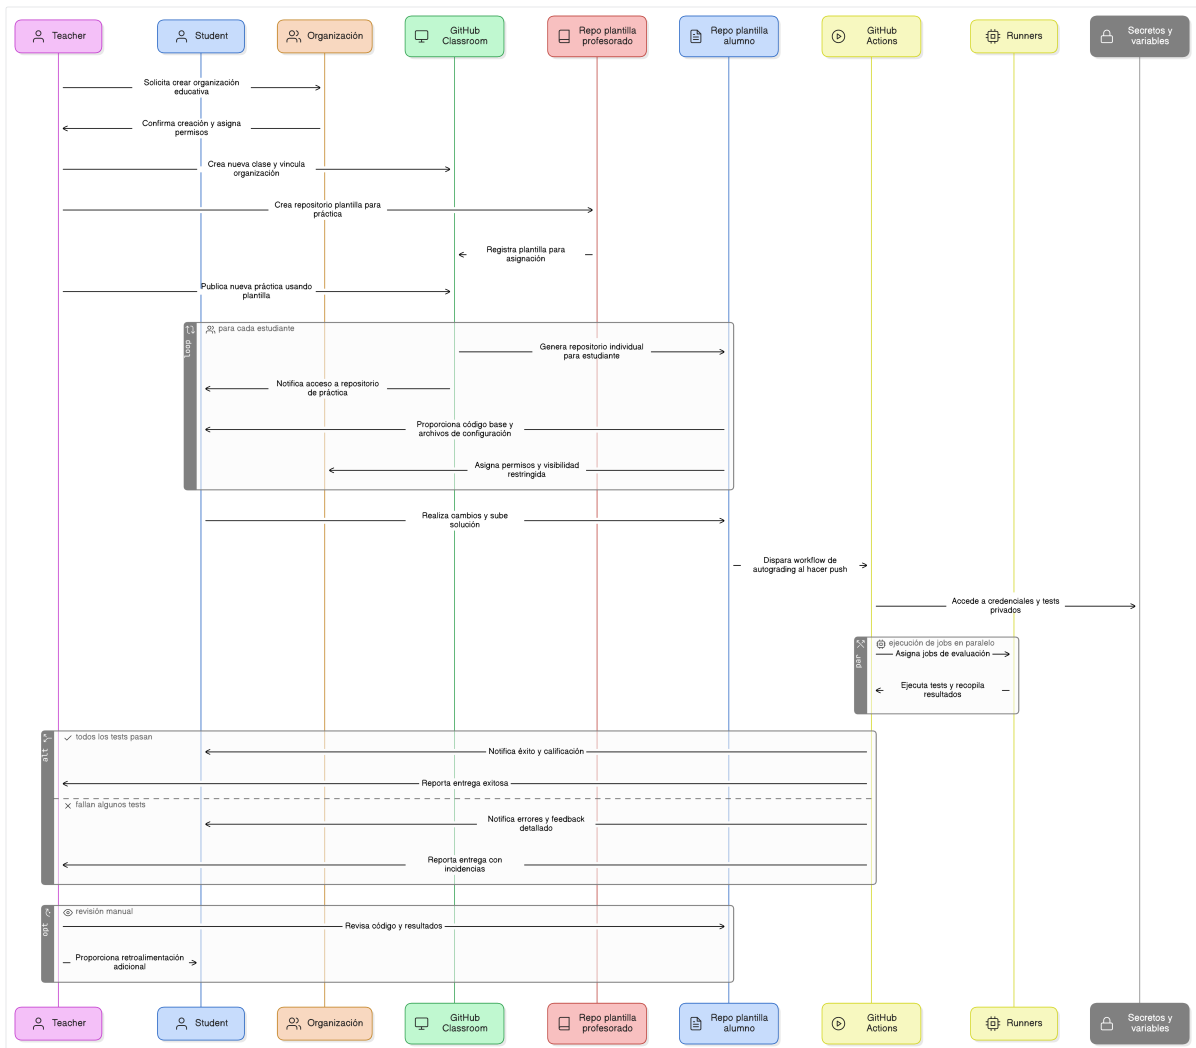 Teacher
Student
Organización
GitHub
Classroom
Repo plantilla
profesorado
Repo plantilla
alumno
GitHub
Actions
Runners
Secretos y
variables
Solicita crear organización
educativa
Confirma creación y asigna
permisos
Crea nueva clase y vincula
organización
Crea repositorio plantilla para
práctica
Registra plantilla para
asignación
Publica nueva práctica usando
plantilla
loop
para cada estudiante
Genera repositorio individual
para estudiante
Notifica acceso a repositorio
de práctica
Proporciona código base y
archivos de configuración
Asigna permisos y visibilidad
restringida
Realiza cambios y sube
solución
Dispara workflow de
autograding al hacer push
Accede a credenciales y tests
privados
par
ejecución de jobs en paralelo
Asigna jobs de evaluación
Ejecuta tests y recopila
resultados
alt
todos los tests pasan
Notifica éxito y calificación
Reporta entrega exitosa
fallan algunos tests
Notifica errores y feedback
detallado
Reporta entrega con
incidencias
opt
revisión manual
Revisa código y resultados
Proporciona retroalimentación
adicional
Teacher
Student
Organización
GitHub
Classroom
Repo plantilla
profesorado
Repo plantilla
alumno
GitHub
Actions
Runners
Secretos y
variables